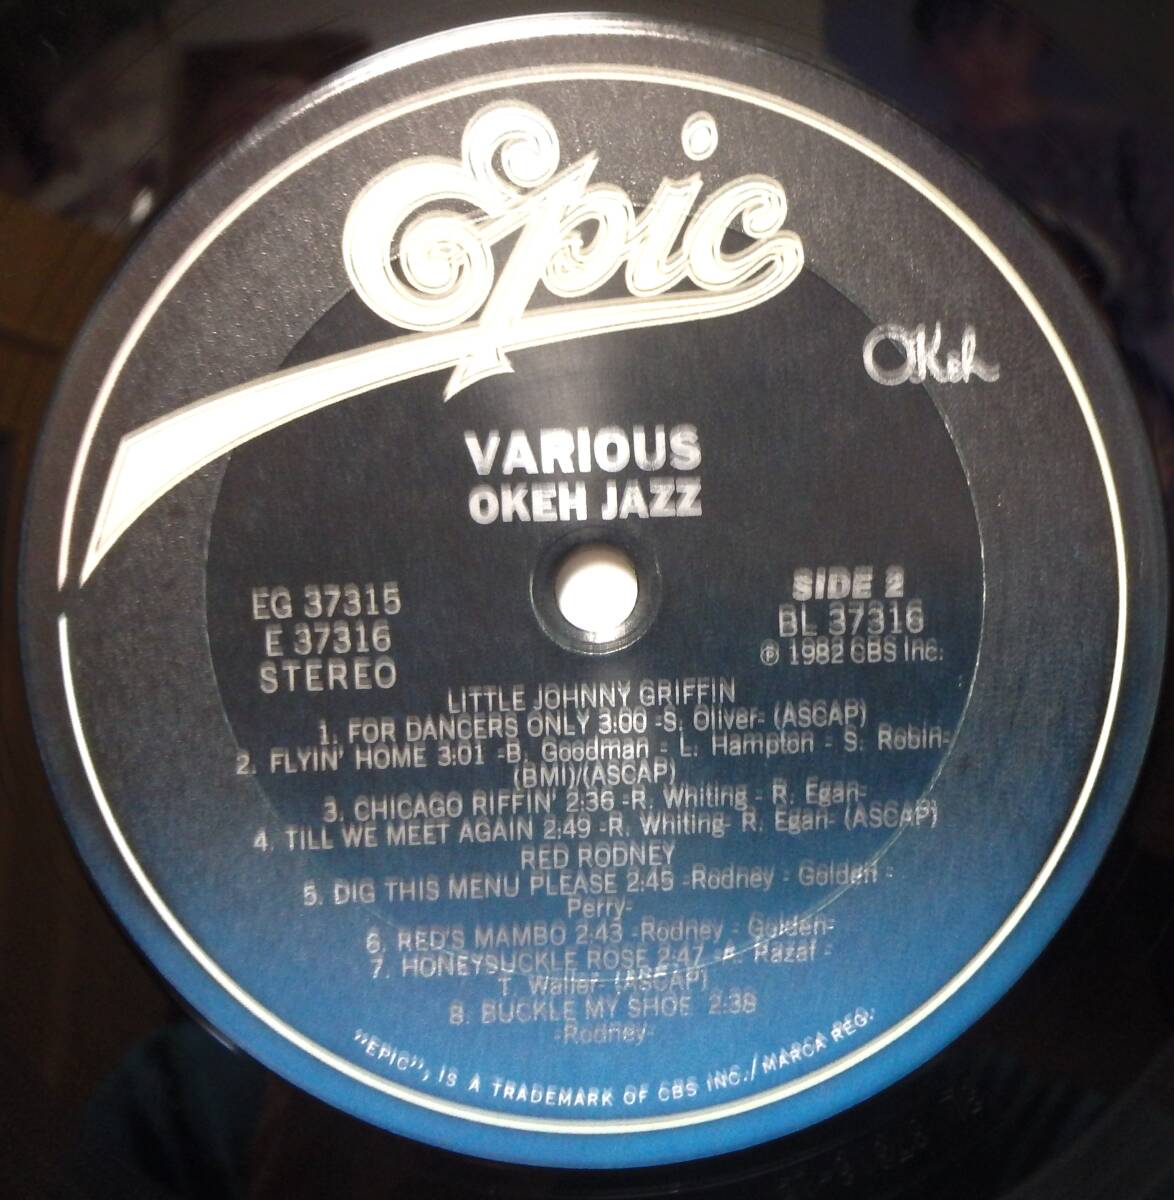 Epic
OKeh
VARIOUS
OKEH JAZZ
EG 37315
E 37316
STEREO
SIDE 2
BL 37316
℗ 1982 CBS Inc.
LITTLE JOHNNY GRIFFIN
1. FOR DANCERS ONLY 3:00 -S. Oliver- (ASCAP)
2. FLYIN' HOME 3:01 -B. Goodman - L. Hampton - S. Robin-
(BMI)/(ASCAP)
3. CHICAGO RIFFIN' 2:36 -R. Whiting - R. Egan-
4. TILL WE MEET AGAIN 2:49 -R. Whiting- R. Egan- (ASCAP)
RED RODNEY
5. DIG THIS MENU PLEASE 2:45 -Rodney - Golden -
Perry-
6. RED'S MAMBO 2:43 -Rodney - Golden-
7. HONEYSUCKLE ROSE 2:47 -A. Razaf -
T. Waller- (ASCAP)
8. BUCKLE MY SHOE 2:38
-Rodney-
"EPIC", IS A TRADEMARK OF CBS INC./MARCA REG.